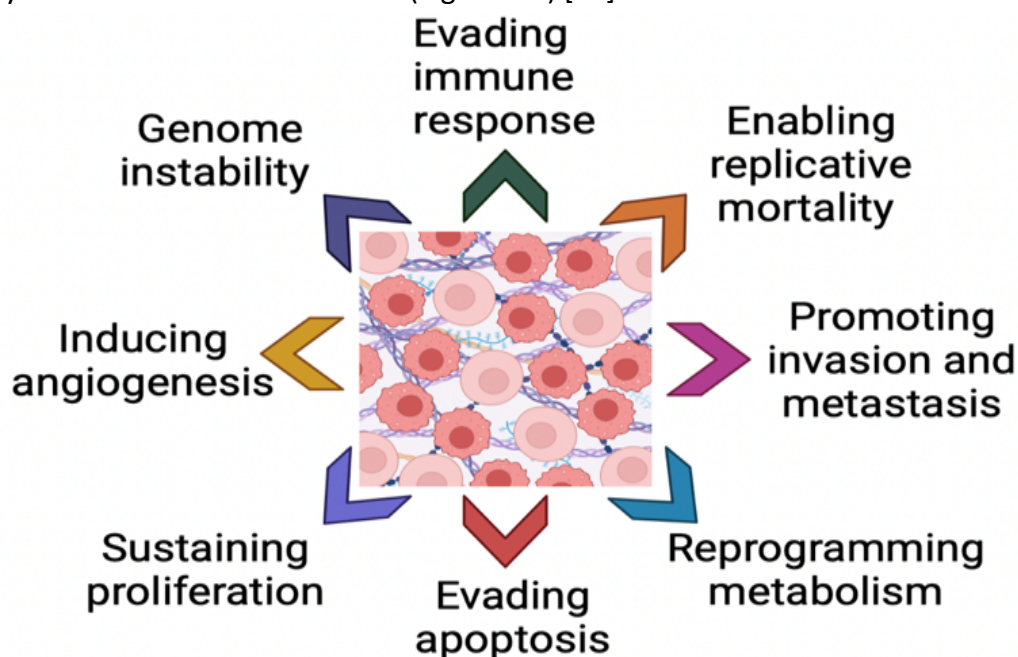 Evading
immune
response
Genome
instability
Enabling
replicative
mortality
Inducing
angiogenesis
Promoting
invasion and
metastasis
Sustaining
proliferation
Evading
apoptosis
Reprogramming
metabolism